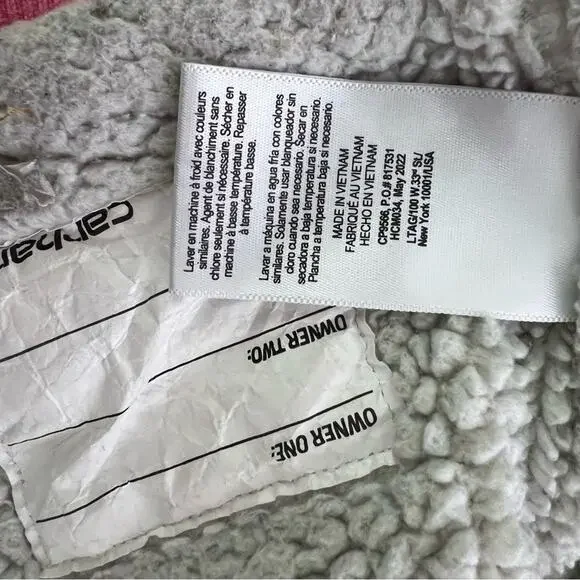 Laver en machine à froid avec couleurs
similaires. Agent de blanchiment sans
chlore seulement si nécessaire. Sécher en
machine à basse température. Repasser
à température basse.
Lavar a máquina en agua fría con colores
similares. Solamente usar blanqueador sin
cloro cuando sea necesario. Secar en
secadora a baja temperatura si necesario.
Plancha a temperatura baja si necesario.
MADE IN VIETNAM
FABRIQUÉ AU VIETNAM
HECHO EN VIETNAM
CP9566, P.O.# 617531
HCM034, May 2022
LTAG/100 W.33rd St./
New York 10001/USA
OWNER ONE:
OWNER TWO: